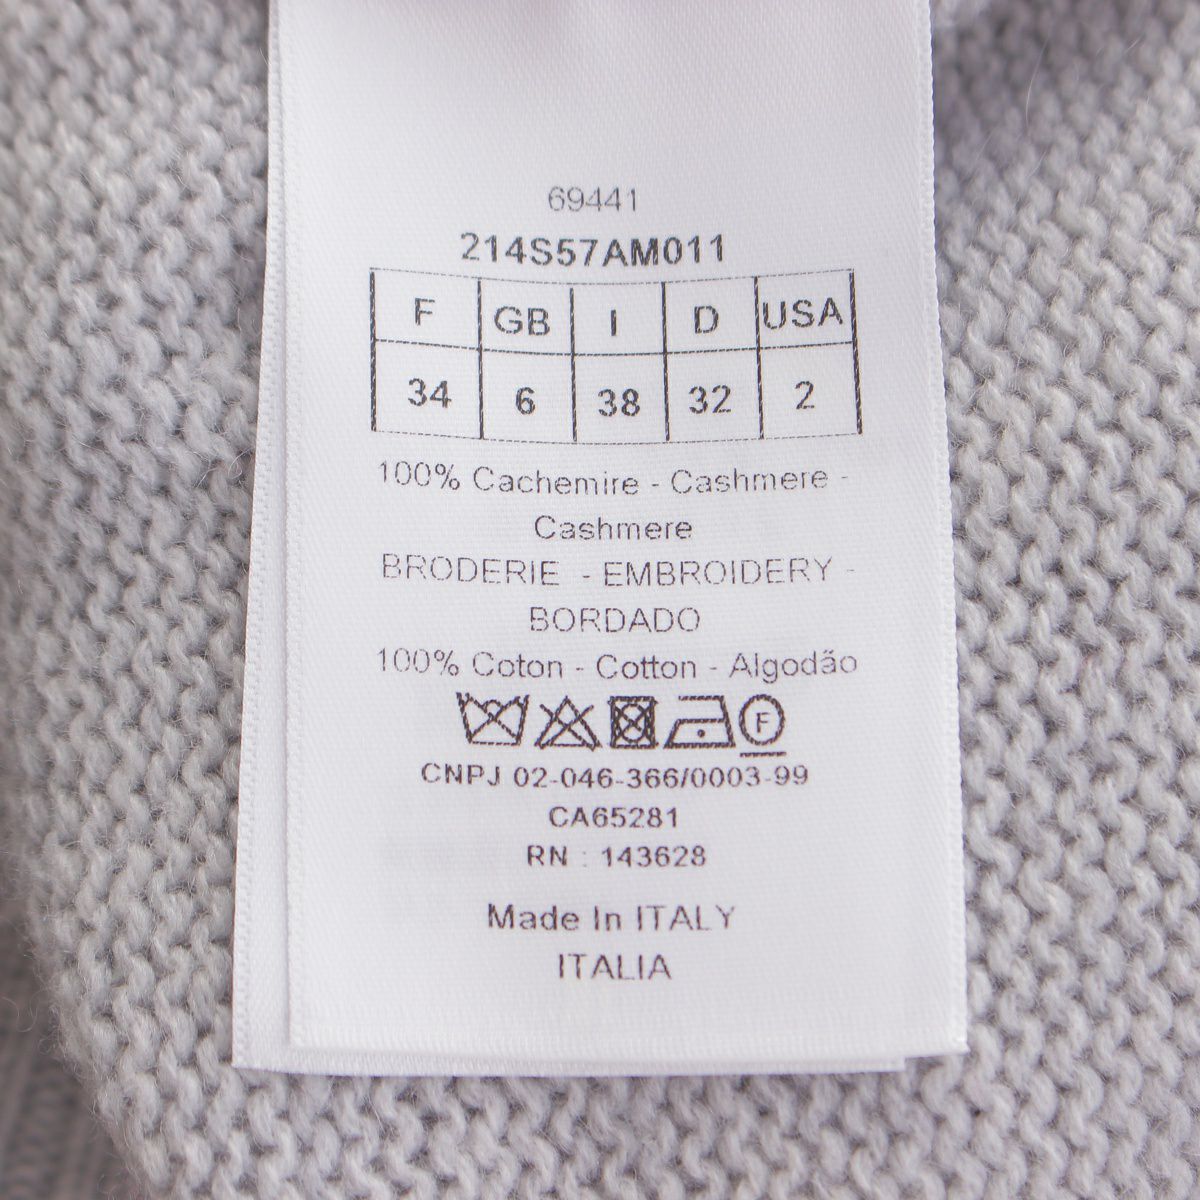 69441
214S57AM011
F GB I D USA
34 6 38 32 2
100% Cachemire - Cashmere -
Cashmere
BRODERIE - EMBROIDERY -
BORDADO
100% Coton - Cotton - Algodão
F
CNPJ 02-046-366/0003-99
CA65281
RN : 143628
Made In ITALY
ITALIA